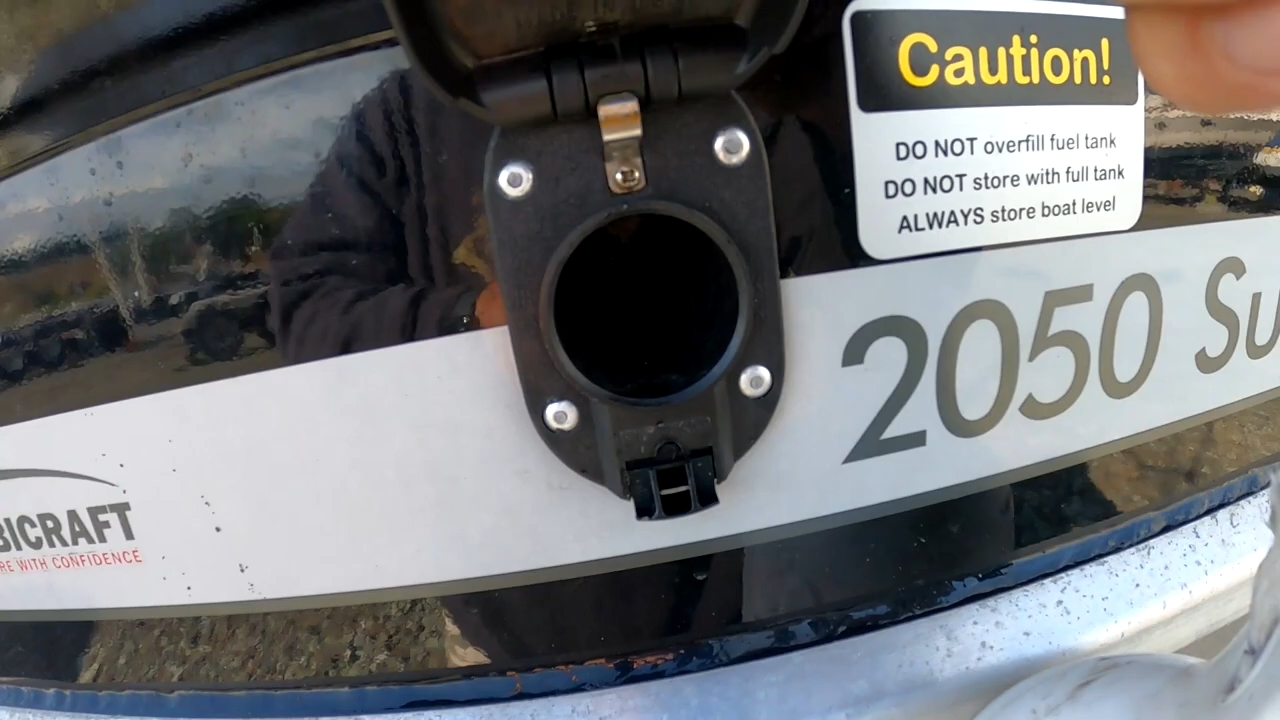 Caution!
DO NOT overfill fuel tank
DO NOT store with full tank
ALWAYS store boat level
2050 Su
BICRAFT
RE WITH CONFIDENCE